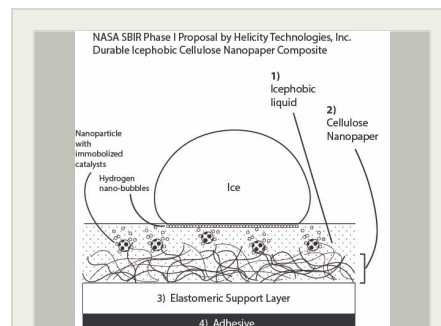 NASA SBIR Phase I Proposal by Helicity Technologies, Inc.
Durable Icephobic Cellulose Nanopaper Composite
1)
Icephobic
liquid
2)
Cellulose
Nanopaper
Nanoparticle
with
immobolized
catalysts
Hydrogen
nano-bubbles
Ice
3) Elastomeric Support Layer
4) Adhesive